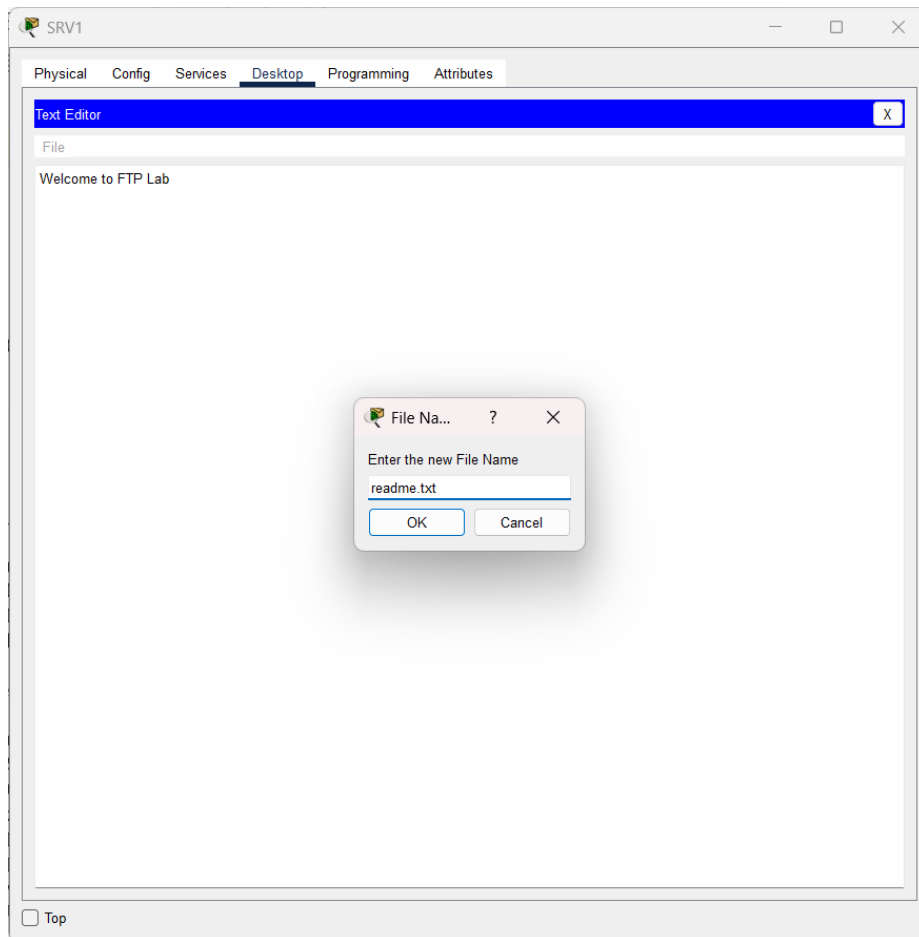 SRV1
Physical Config Services Desktop Programming Attributes
Text Editor X
File
Welcome to FTP Lab
File Na... ?
Enter the new File Name
readme.txt
OK Cancel
Top